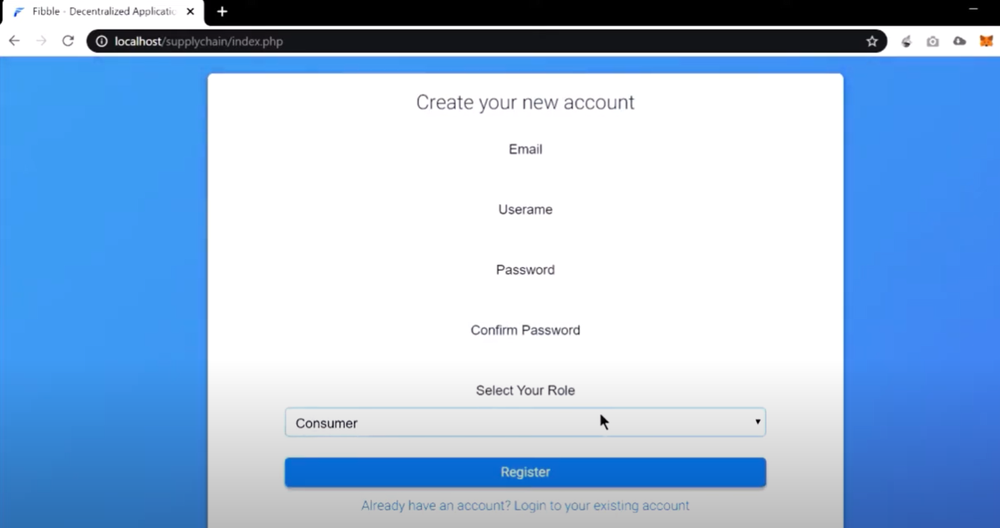 Fibble - Decentralized Applicatic
localhost/supplychain/index.php
Create your new account
Email
Userame
Password
Confirm Password
Select Your Role
Consumer
Register
Already have an account? Login to your existing account